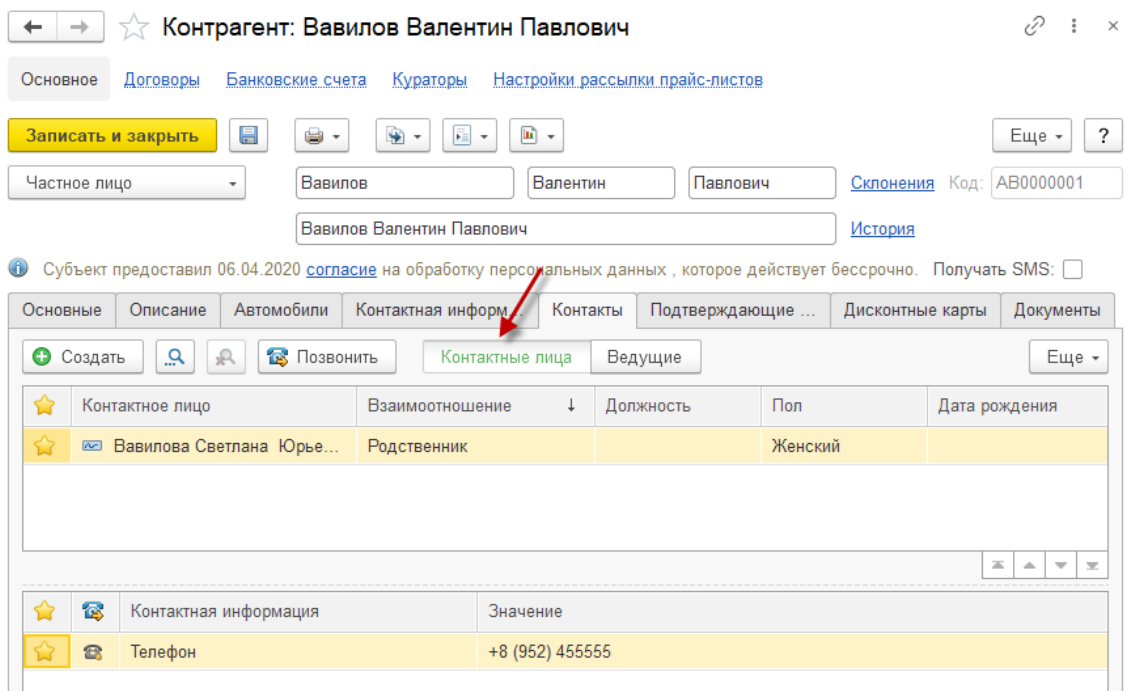 Контрагент: Вавилов Валентин Павлович
Основное Договоры Банковские счета Кураторы Настройки рассылки прайс-листов
Записать и закрыть Еще ?
Частное лицо Вавилов Валентин Павлович Склонения Код: АВ0000001
Вавилов Валентин Павлович История
Субъект предоставил 06.04.2020 согласие на обработку персональных данных , которое действует бессрочно. Получать SMS:
Основные Описание Автомобили Контактная информ... Контакты Подтверждающие ... Дисконтные карты Документы
Создать Позвонить Контактные лица Ведущие Еще
Контактное лицо Взаимоотношение ↓ Должность Пол Дата рождения
Вавилова Светлана Юрье... Родственник Женский
Контактная информация Значение
Телефон +8 (952) 455555